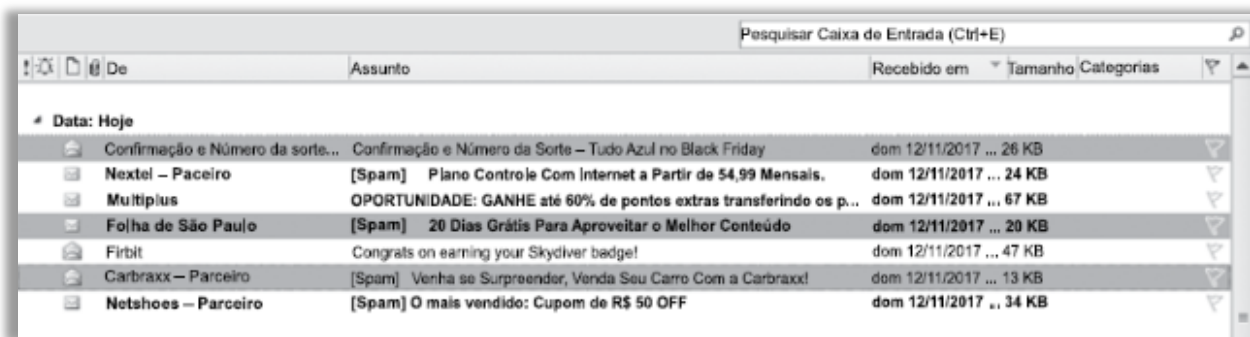 Pesquisar Caixa de Entrada (Ctrl+E)
! De Assunto Recebido em Tamanho Categorias
Data: Hoje
Confirmação e Número da sorte... Confirmação e Número da Sorte – Tudo Azul no Black Friday dom 12/11/2017 ... 26 KB
Nextel – Paceiro [Spam] Plano Controle Com Internet a Partir de 54,99 Mensais. dom 12/11/2017 ... 24 KB
Multiplus OPORTUNIDADE: GANHE até 60% de pontos extras transferindo os p... dom 12/11/2017 ... 67 KB
Folha de São Paulo [Spam] 20 Dias Grátis Para Aproveitar o Melhor Conteúdo dom 12/11/2017 ... 20 KB
Firbit Congrats on earning your Skydiver badge! dom 12/11/2017 ... 47 KB
Carbraxx – Parceiro [Spam] Venha se Surpreender, Venda Seu Carro Com a Carbraxx! dom 12/11/2017 ... 13 KB
Netshoes – Parceiro [Spam] O mais vendido: Cupom de R$ 50 OFF dom 12/11/2017 ... 34 KB